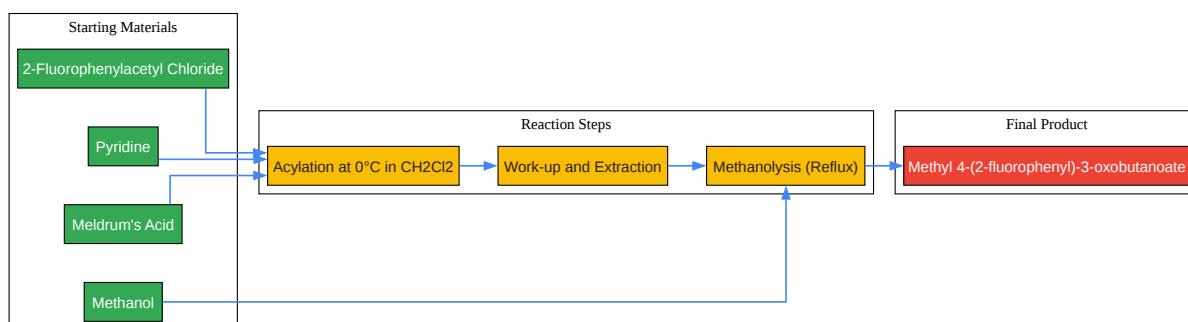 Starting Materials
2-Fluorophenylacetyl Chloride
Pyridine
Meldrum's Acid
Methanol
Reaction Steps
Acylation at 0°C in CH2Cl2
Work-up and Extraction
Methanolysis (Reflux)
Final Product
Methyl 4-(2-fluorophenyl)-3-oxobutanoate